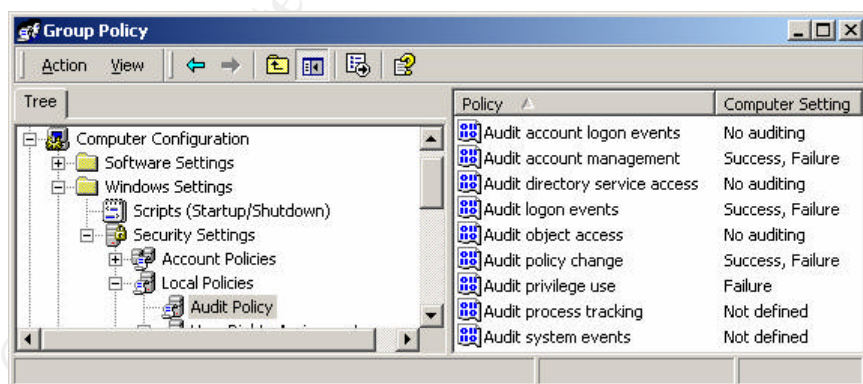 Group Policy
Action View
Tree
Computer Configuration
Software Settings
Windows Settings
Scripts (Startup/Shutdown)
Security Settings
Account Policies
Local Policies
Audit Policy
Policy Computer Setting
Audit account logon events No auditing
Audit account management Success, Failure
Audit directory service access No auditing
Audit logon events Success, Failure
Audit object access No auditing
Audit policy change Success, Failure
Audit privilege use Failure
Audit process tracking Not defined
Audit system events Not defined